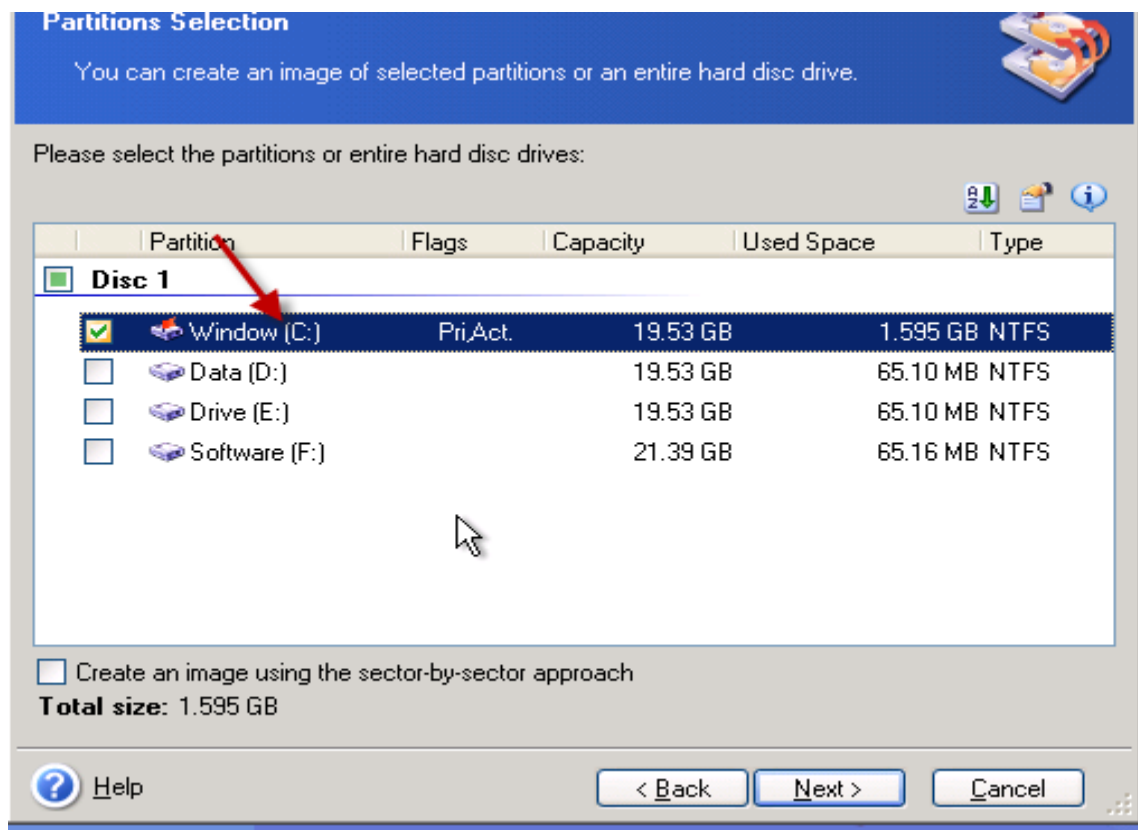 Partitions Selection
You can create an image of selected partitions or an entire hard disc drive.
Please select the partitions or entire hard disc drives:
Partition Flags Capacity Used Space Type
Disc 1
Window (C:) Pri,Act. 19.53 GB 1.595 GB NTFS
Data (D:) 19.53 GB 65.10 MB NTFS
Drive (E:) 19.53 GB 65.10 MB NTFS
Software (F:) 21.39 GB 65.16 MB NTFS
Create an image using the sector-by-sector approach
Total size: 1.595 GB
Help < Back Next > Cancel